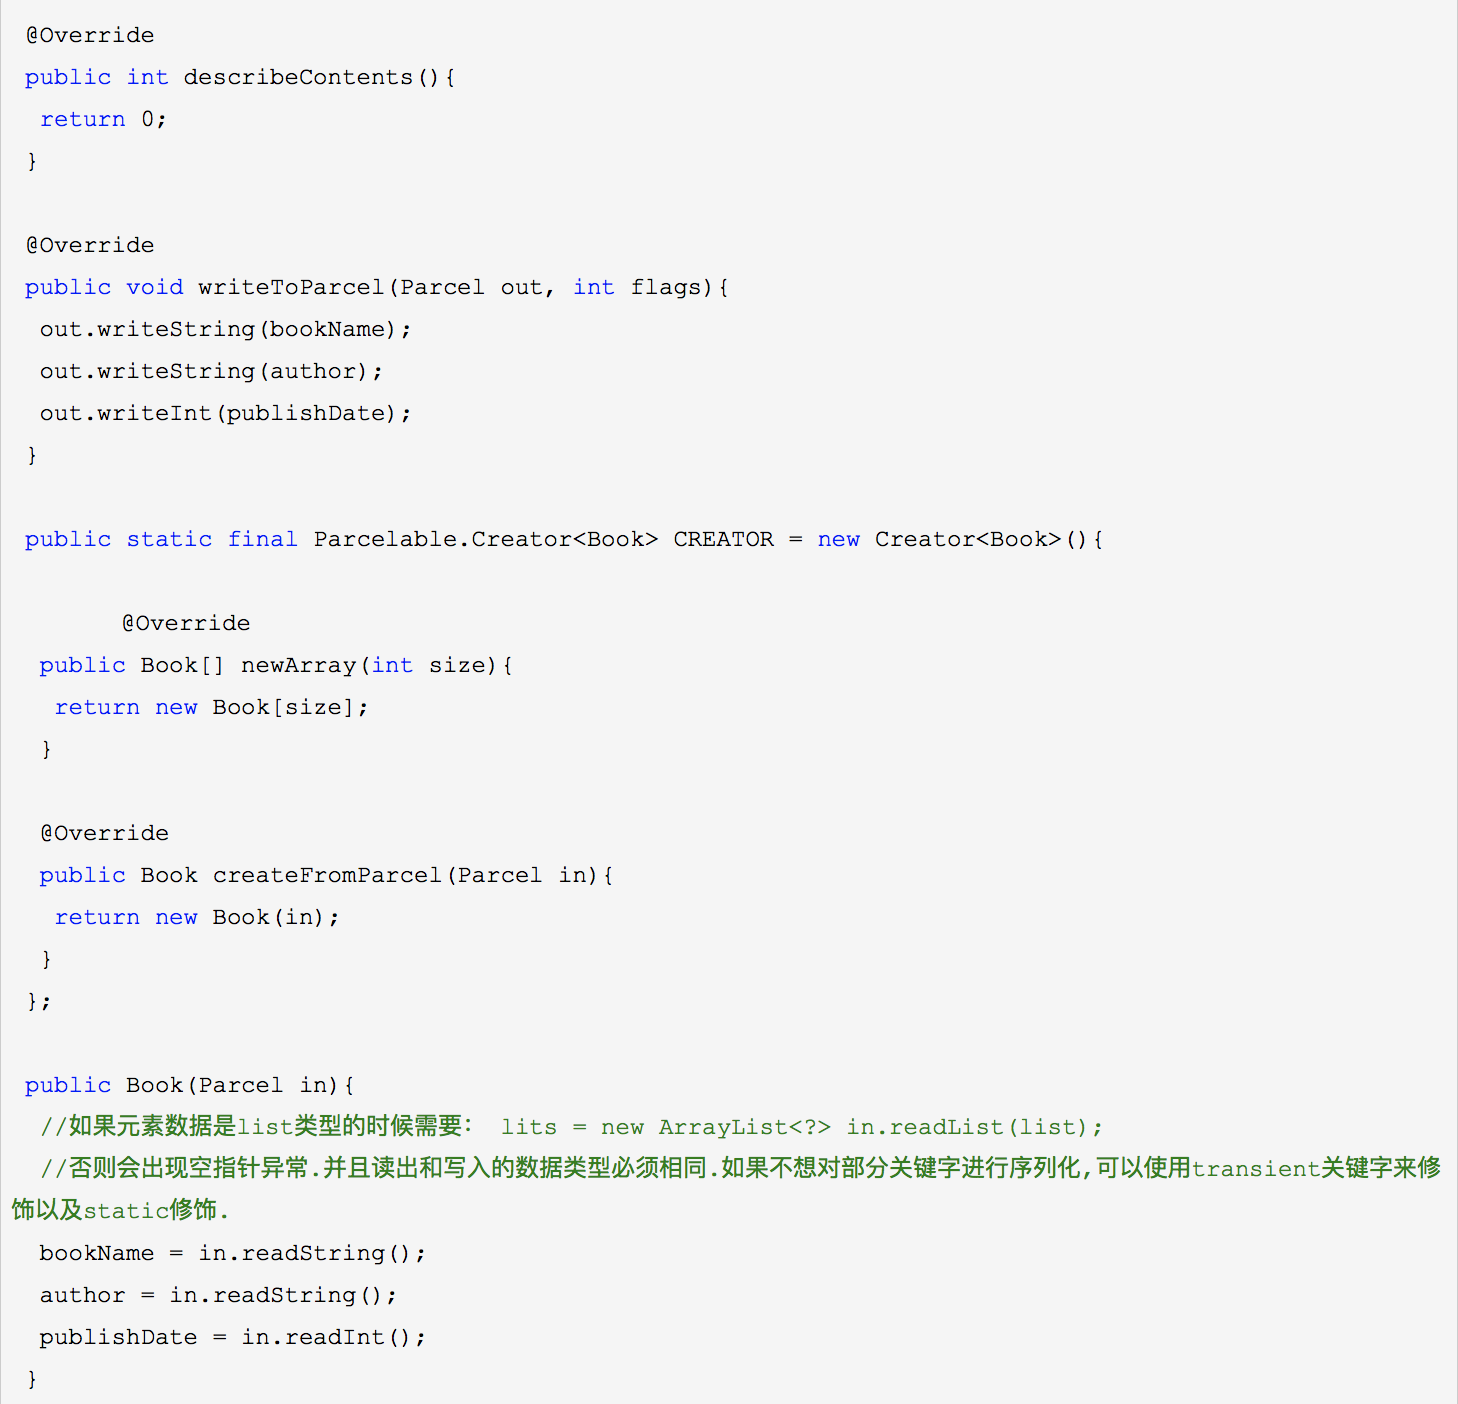 @Override
public int describeContents(){
return 0;
}
@Override
public void writeToParcel(Parcel out, int flags){
out.writeString(bookName);
out.writeString(author);
out.writeInt(publishDate);
}
public static final Parcelable.Creator<Book> CREATOR = new Creator<Book>(){
@Override
public Book[] newArray(int size){
return new Book[size];
}
@Override
public Book createFromParcel(Parcel in){
return new Book(in);
}
};
public Book(Parcel in){
//如果元素数据是list类型的时候需要: lits = new ArrayList<?> in.readList(list);
//否则会出现空指针异常.并且读出和写入的数据类型必须相同.如果不想对部分关键字进行序列化,可以使用transient关键字来修
饰以及static修饰.
bookName = in.readString();
author = in.readString();
publishDate = in.readInt();
}